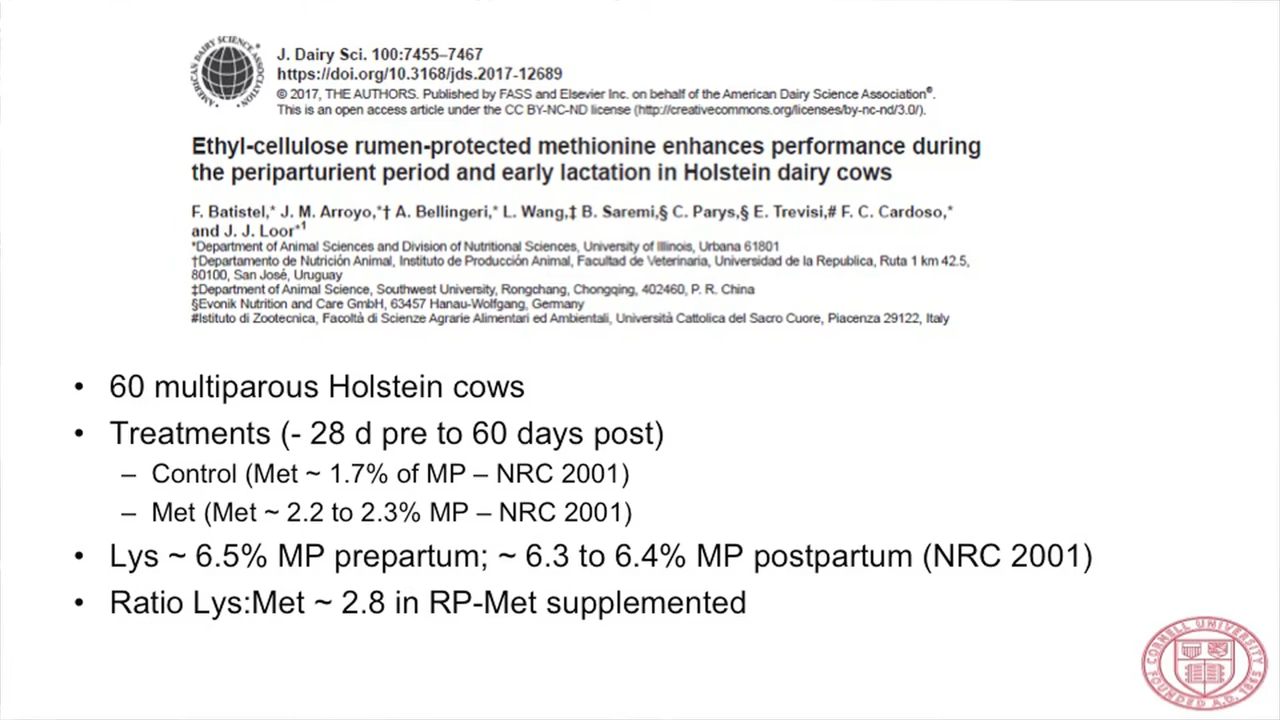 J. Dairy Sci. 100:7455–7467
https://doi.org/10.3168/jds.2017-12689
© 2017, THE AUTHORS. Published by FASS and Elsevier Inc. on behalf of the American Dairy Science Association®.
This is an open access article under the CC BY-NC-ND license (http://creativecommons.org/licenses/by-nc-nd/3.0/).
AMERICAN DAIRY SCIENCE ASSOCIATION®
Ethyl-cellulose rumen-protected methionine enhances performance during
the periparturient period and early lactation in Holstein dairy cows
F. Batistel,* J. M. Arroyo,*† A. Bellingeri,* L. Wang,‡ B. Saremi,§ C. Parys,§ E. Trevisi,# F. C. Cardoso,*
and J. J. Loor*¹
*Department of Animal Sciences and Division of Nutritional Sciences, University of Illinois, Urbana 61801
†Departamento de Nutrición Animal, Instituto de Producción Animal, Facultad de Veterinaria, Universidad de la Republica, Ruta 1 km 42.5,
80100, San José, Uruguay
‡Department of Animal Science, Southwest University, Rongchang, Chongqing, 402460, P. R. China
§Evonik Nutrition and Care GmbH, 63457 Hanau-Wolfgang, Germany
#Istituto di Zootecnica, Facoltà di Scienze Agrarie Alimentari ed Ambientali, Università Cattolica del Sacro Cuore, Piacenza 29122, Italy
• 60 multiparous Holstein cows
• Treatments (- 28 d pre to 60 days post)
– Control (Met ~ 1.7% of MP – NRC 2001)
– Met (Met ~ 2.2 to 2.3% MP – NRC 2001)
• Lys ~ 6.5% MP prepartum; ~ 6.3 to 6.4% MP postpartum (NRC 2001)
• Ratio Lys:Met ~ 2.8 in RP-Met supplemented
CORNELL UNIVERSITY
FOUNDED A.D. 1865